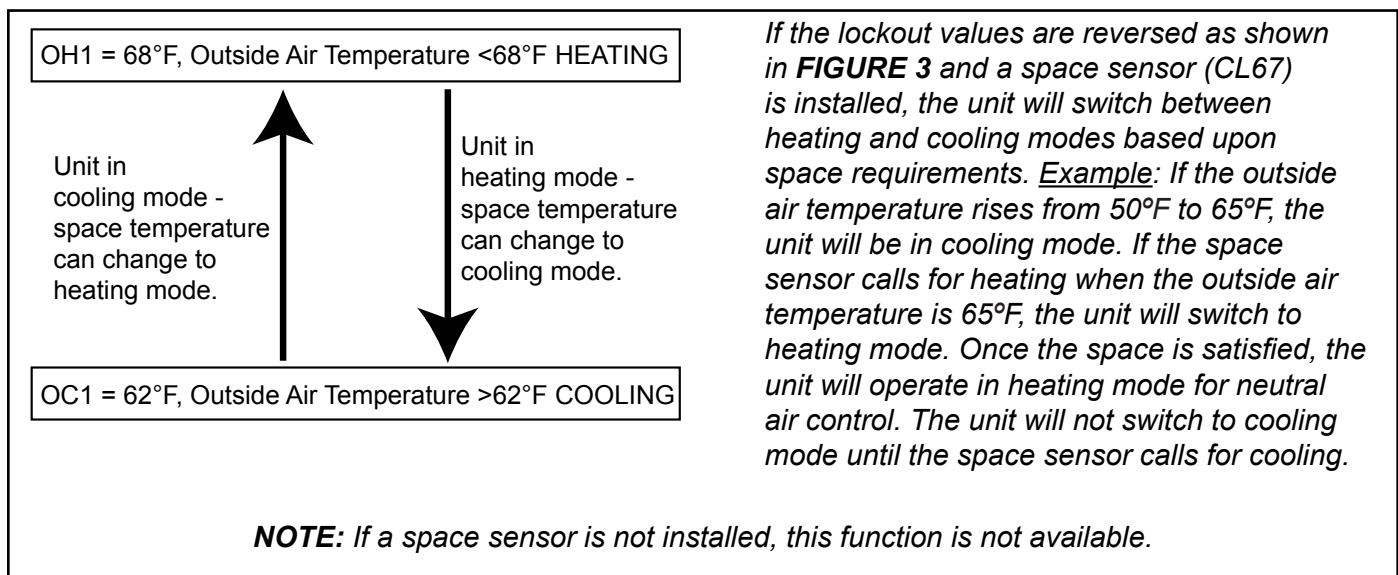 OH1 = 68°F, Outside Air Temperature <68°F HEATING
Unit in
cooling mode -
space temperature
can change to
heating mode.
Unit in
heating mode -
space temperature
can change to
cooling mode.
OC1 = 62°F, Outside Air Temperature >62°F COOLING
If the lockout values are reversed as shown
in FIGURE 3 and a space sensor (CL67)
is installed, the unit will switch between
heating and cooling modes based upon
space requirements. Example: If the outside
air temperature rises from 50ºF to 65ºF, the
unit will be in cooling mode. If the space
sensor calls for heating when the outside air
temperature is 65ºF, the unit will switch to
heating mode. Once the space is satisfied, the
unit will operate in heating mode for neutral
air control. The unit will not switch to cooling
mode until the space sensor calls for cooling.
NOTE: If a space sensor is not installed, this function is not available.